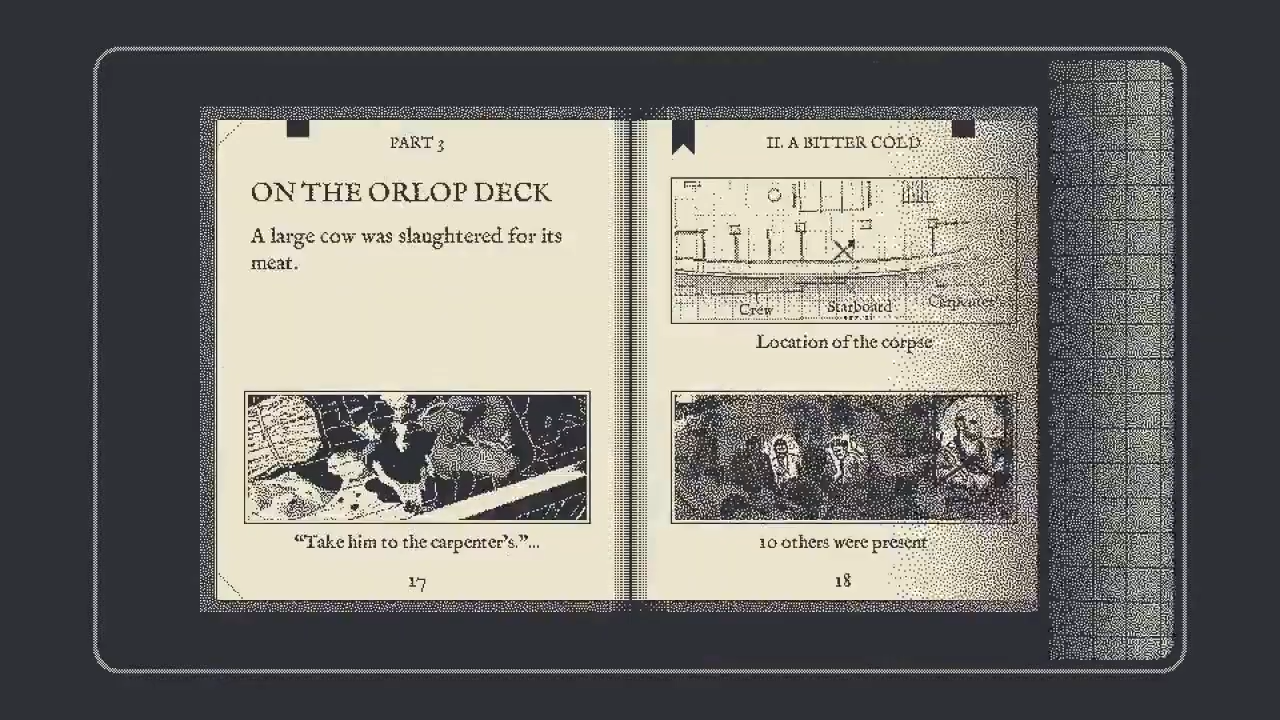 PART 3
ON THE ORLOP DECK
A large cow was slaughtered for its
meat.
“Take him to the carpenter’s.”...
17
II. A BITTER COLD
Crew
Starboard
Carpenter
Location of the corpse
10 others were present
18